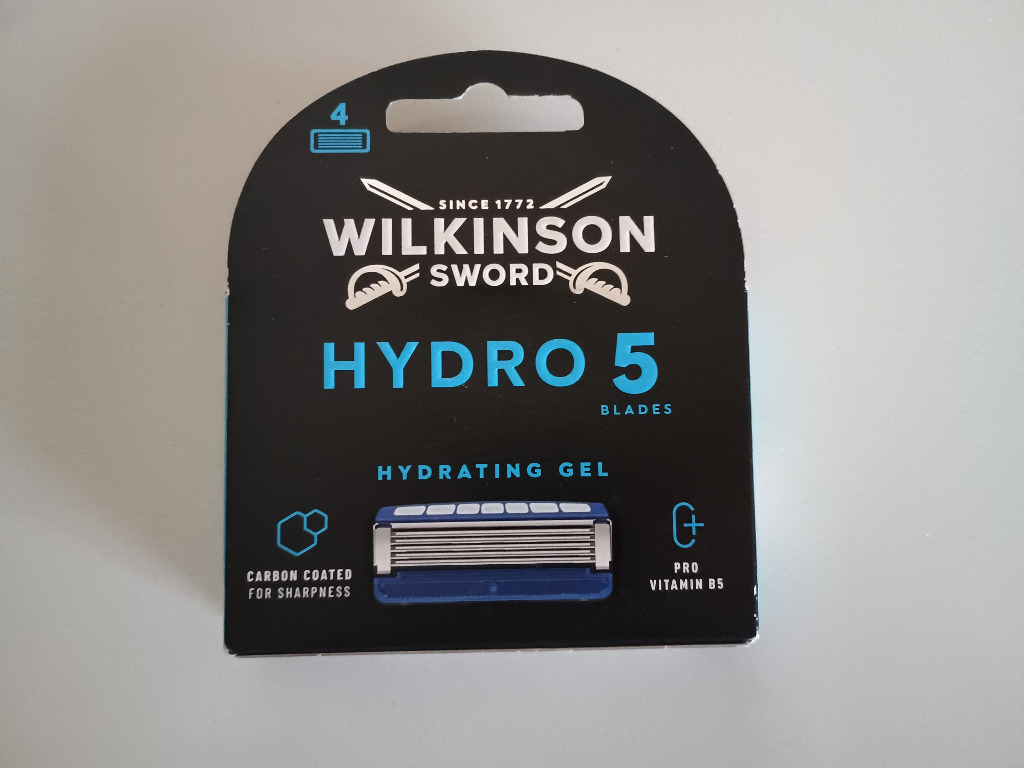 4
SINCE 1772
WILKINSON
SWORD
HYDRO 5
BLADES
HYDRATING GEL
CARBON COATED
FOR SHARPNESS
PRO
VITAMIN B5